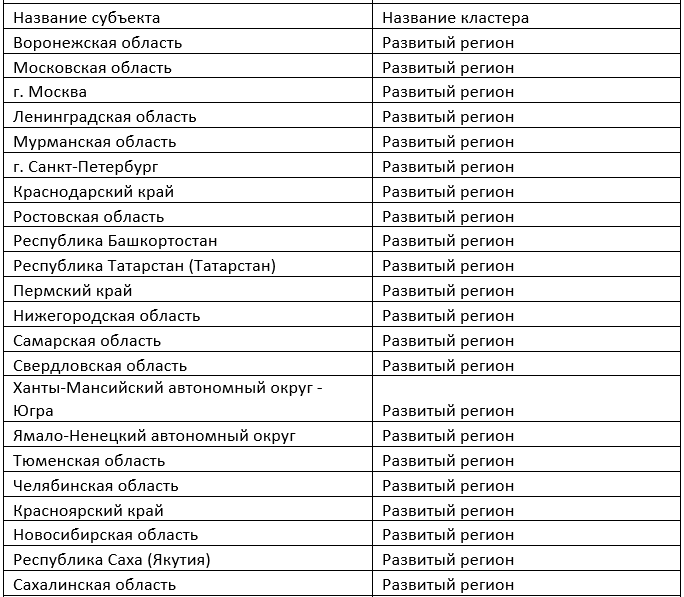 Название субъекта Название кластера
Воронежская область Развитый регион
Московская область Развитый регион
г. Москва Развитый регион
Ленинградская область Развитый регион
Мурманская область Развитый регион
г. Санкт-Петербург Развитый регион
Краснодарский край Развитый регион
Ростовская область Развитый регион
Республика Башкортостан Развитый регион
Республика Татарстан (Татарстан) Развитый регион
Пермский край Развитый регион
Нижегородская область Развитый регион
Самарская область Развитый регион
Свердловская область Развитый регион
Ханты-Мансийский автономный округ -
Югра Развитый регион
Ямало-Ненецкий автономный округ Развитый регион
Тюменская область Развитый регион
Челябинская область Развитый регион
Красноярский край Развитый регион
Новосибирская область Развитый регион
Республика Саха (Якутия) Развитый регион
Сахалинская область Развитый регион